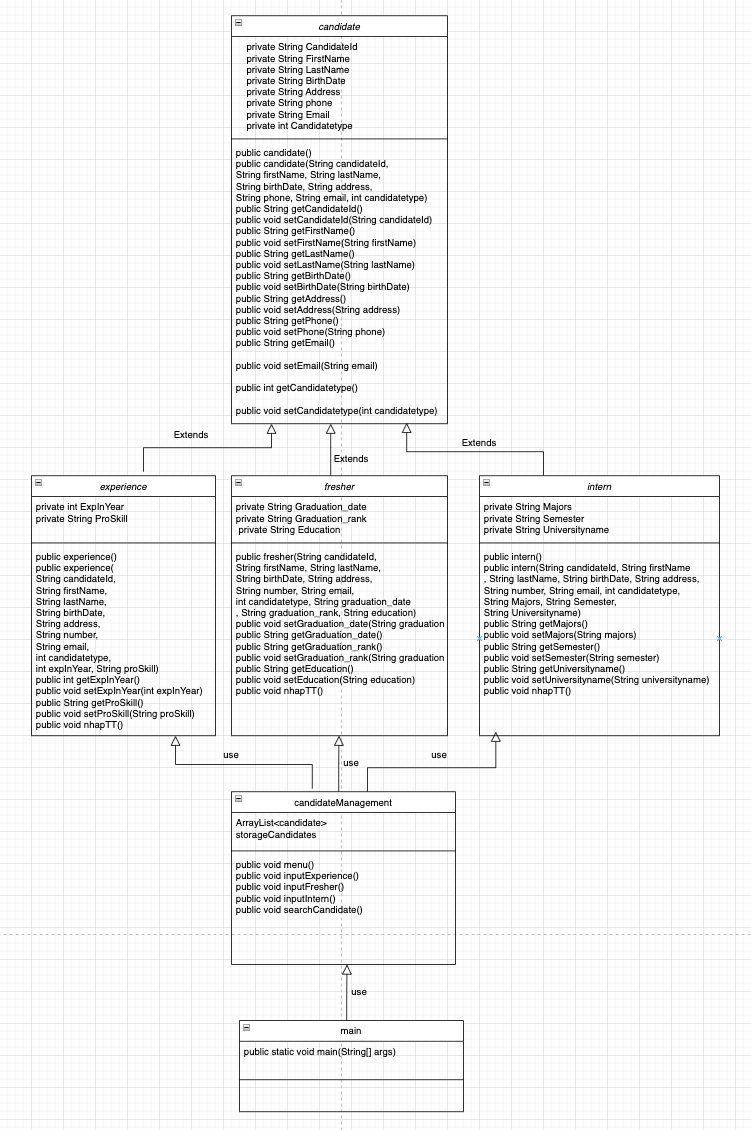 candidate
private String CandidateId
private String FirstName
private String LastName
private String BirthDate
private String Address
private String phone
private String Email
private int Candidatetype
public candidate()
public candidate(String candidateId,
String firstName, String lastName,
String birthDate, String address,
String phone, String email, int candidatetype)
public String getCandidateId()
public void setCandidateId(String candidateId)
public String getFirstName()
public void setFirstName(String firstName)
public String getLastName()
public void setLastName(String lastName)
public String getBirthDate()
public void setBirthDate(String birthDate)
public String getAddress()
public void setAddress(String address)
public String getPhone()
public void setPhone(String phone)
public String getEmail()
public void setEmail(String email)
public int getCandidatetype()
public void setCandidatetype(int candidatetype)
Extends
Extends
Extends
experience
private int ExpInYear
private String ProSkill
public experience()
public experience(
String candidateId,
String firstName,
String lastName,
String birthDate,
String address,
String number,
String email,
int candidatetype,
int expInYear, String proSkill)
public int getExpInYear()
public void setExpInYear(int expInYear)
public String getProSkill()
public void setProSkill(String proSkill)
public void nhapTT()
fresher
private String Graduation_date
private String Graduation_rank
private String Education
public fresher(String candidateId,
String firstName, String lastName,
String birthDate, String address,
String number, String email,
int candidatetype, String graduation_date
, String graduation_rank, String education)
public void setGraduation_date(String graduation
public String getGraduation_date()
public String getGraduation_rank()
public void setGraduation_rank(String graduation
public String getEducation()
public void setEducation(String education)
public void nhapTT()
intern
private String Majors
private String Semester
private String Universityname
public intern()
public intern(String candidateId, String firstName
, String lastName, String birthDate, String address,
String number, String email, int candidatetype,
String Majors, String Semester,
String Universityname)
public String getMajors()
public void setMajors(String majors)
public String getSemester()
public void setSemester(String semester)
public String getUniversityname()
public void setUniversityname(String universityname)
public void nhapTT()
use
use
use
candidateManagement
ArrayList<candidate>
storageCandidates
public void menu()
public void inputExperience()
public void inputFresher()
public void inputIntern()
public void searchCandidate()
use
main
public static void main(String[] args)